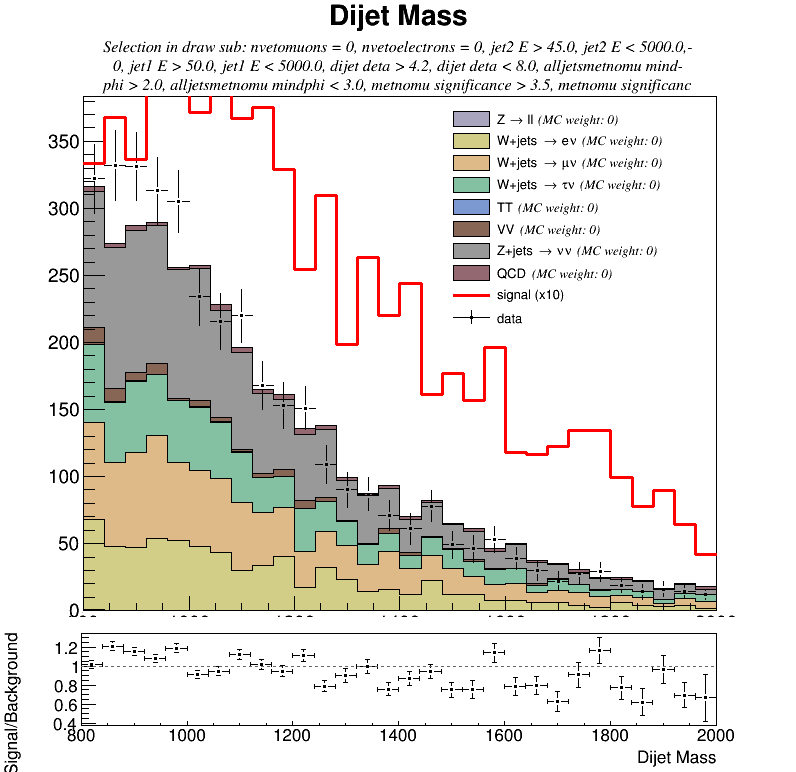 Dijet Mass
Selection in draw sub: nvetomuons = 0, nvetoelectrons = 0, jet2 E > 45.0, jet2 E < 5000.0,-
0, jet1 E > 50.0, jet1 E < 5000.0, dijet deta > 4.2, dijet deta < 8.0, alljetsmetnomu mind-
phi > 2.0, alljetsmetnomu mindphi < 3.0, metnomu significance > 3.5, metnomu significanc
350
300
250
200
150
100
50
0
Z → ll (MC weight: 0)
W+jets → eν (MC weight: 0)
W+jets → μν (MC weight: 0)
W+jets → τν (MC weight: 0)
TT (MC weight: 0)
VV (MC weight: 0)
Z+jets → νν (MC weight: 0)
QCD (MC weight: 0)
signal (x10)
data
Signal/Background
1.2
1
0.8
0.6
0.4
800 1000 1200 1400 1600 1800 2000
Dijet Mass